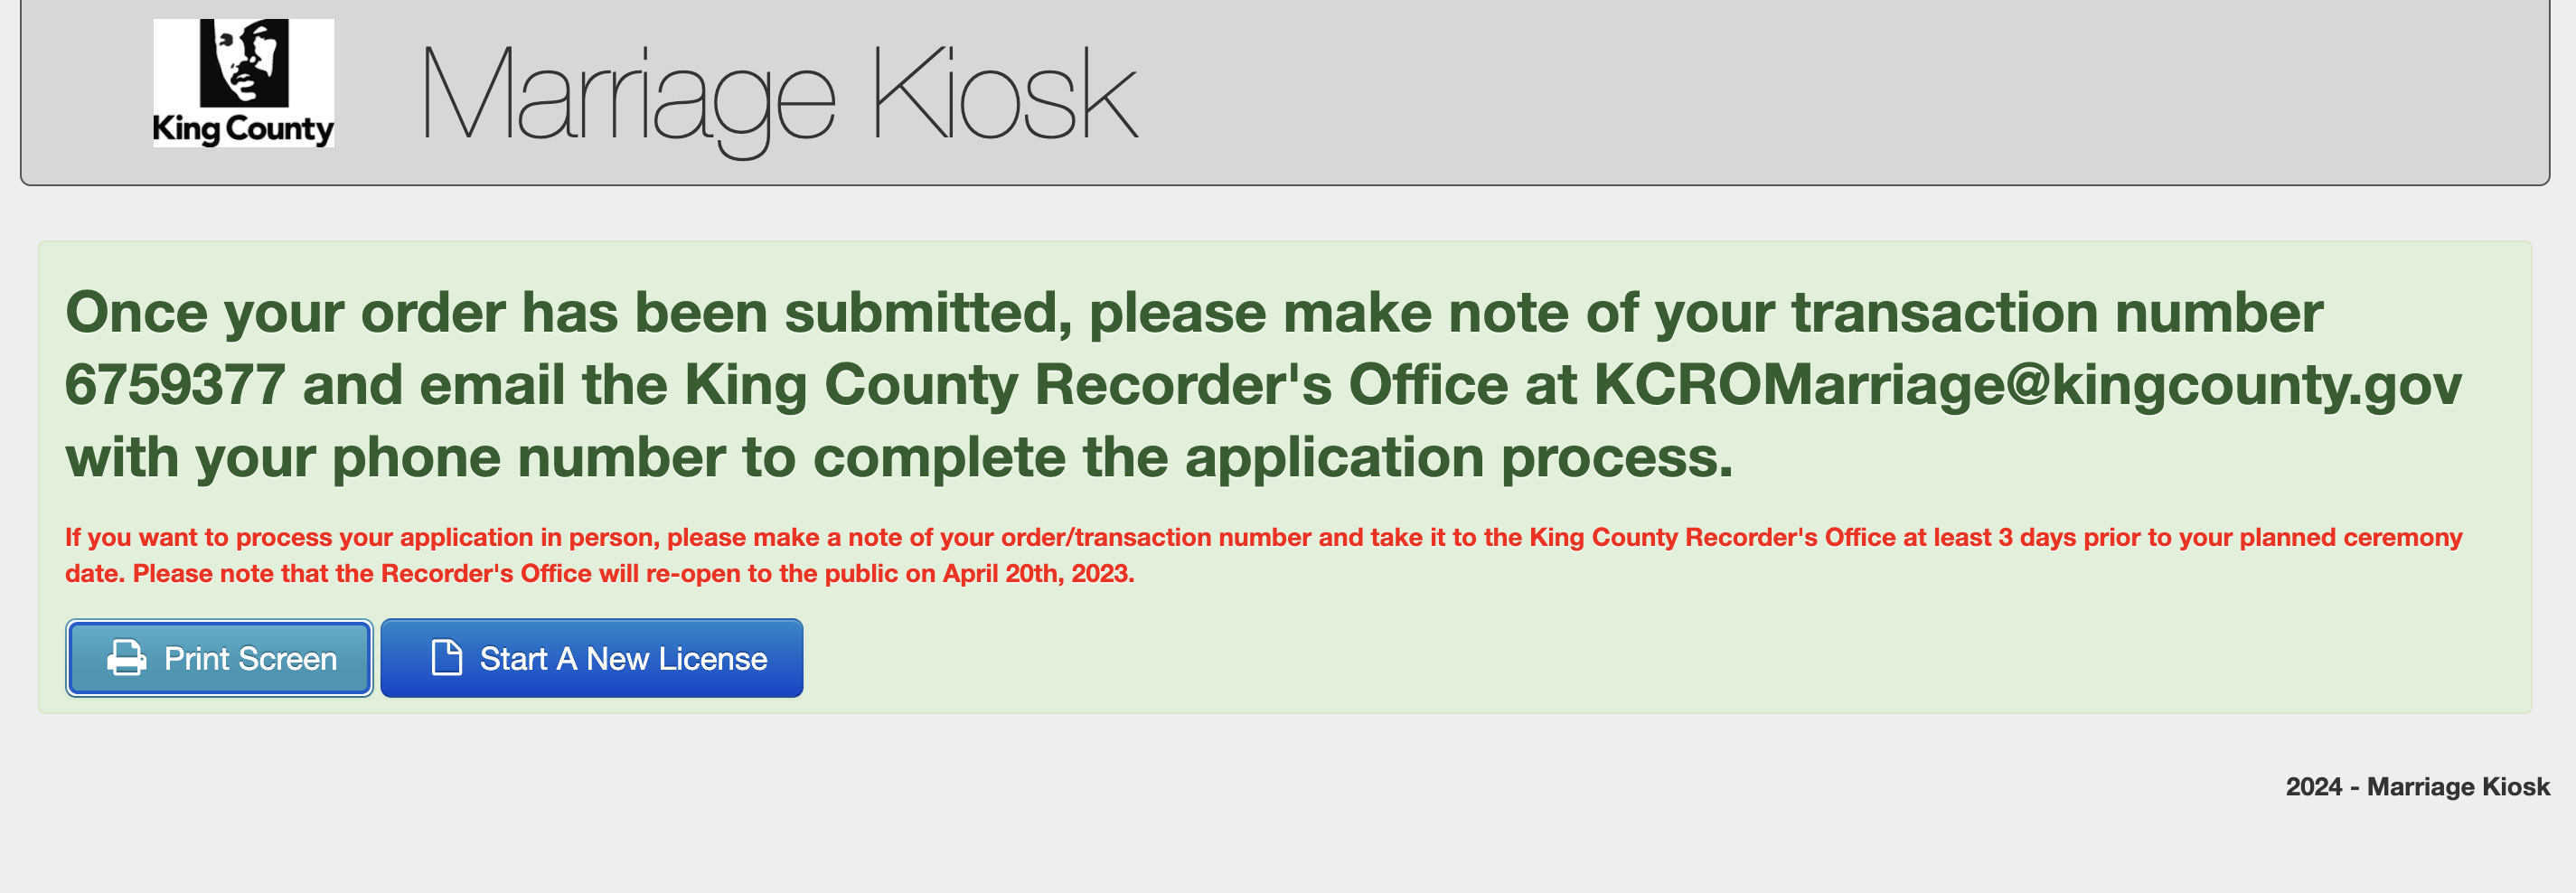 King County
Marriage Kiosk
Once your order has been submitted, please make note of your transaction number
6759377 and email the King County Recorder's Office at KCROMarriage@kingcounty.gov
with your phone number to complete the application process.
If you want to process your application in person, please make a note of your order/transaction number and take it to the King County Recorder's Office at least 3 days prior to your planned ceremony
date. Please note that the Recorder's Office will re-open to the public on April 20th, 2023.
Print Screen
Start A New License
2024 - Marriage Kiosk